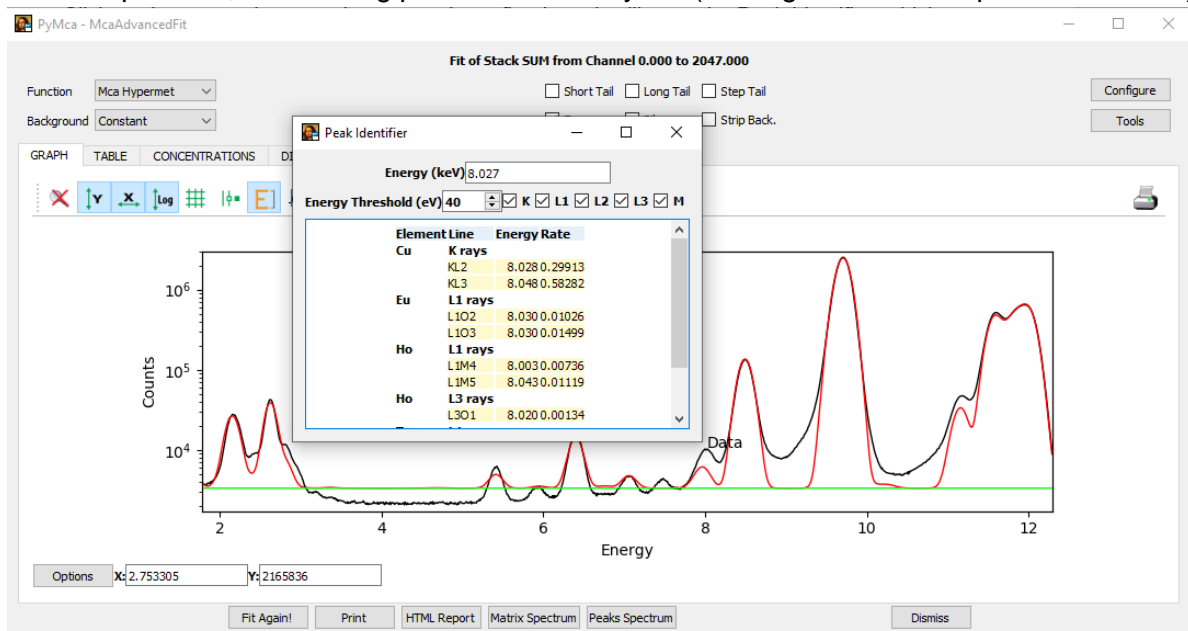 PyMca - McaAdvancedFit
Fit of Stack SUM from Channel 0.000 to 2047.000
Function Mca Hypermet Short Tail Long Tail Step Tail Configure
Background Constant Strip Back. Tools
Peak Identifier
GRAPH TABLE CONCENTRATIONS
Energy (keV) 8.027
Y X Log
Energy Threshold (eV) 40 K L1 L2 L3 M
Element Line Energy Rate
Cu K rays
KL2 8.028 0.29913
KL3 8.048 0.58282
Eu L1 rays
L1O2 8.030 0.01026
L1O3 8.030 0.01499
Ho L1 rays
L1M4 8.003 0.00736
L1M5 8.043 0.01119
Ho L3 rays
L3O1 8.020 0.00134
10⁶
10⁵
10⁴
Counts
Data
2 4 6 8 10 12
Energy
Options X: 2.753305 Y: 2165836
Fit Again! Print HTML Report Matrix Spectrum Peaks Spectrum Dismiss